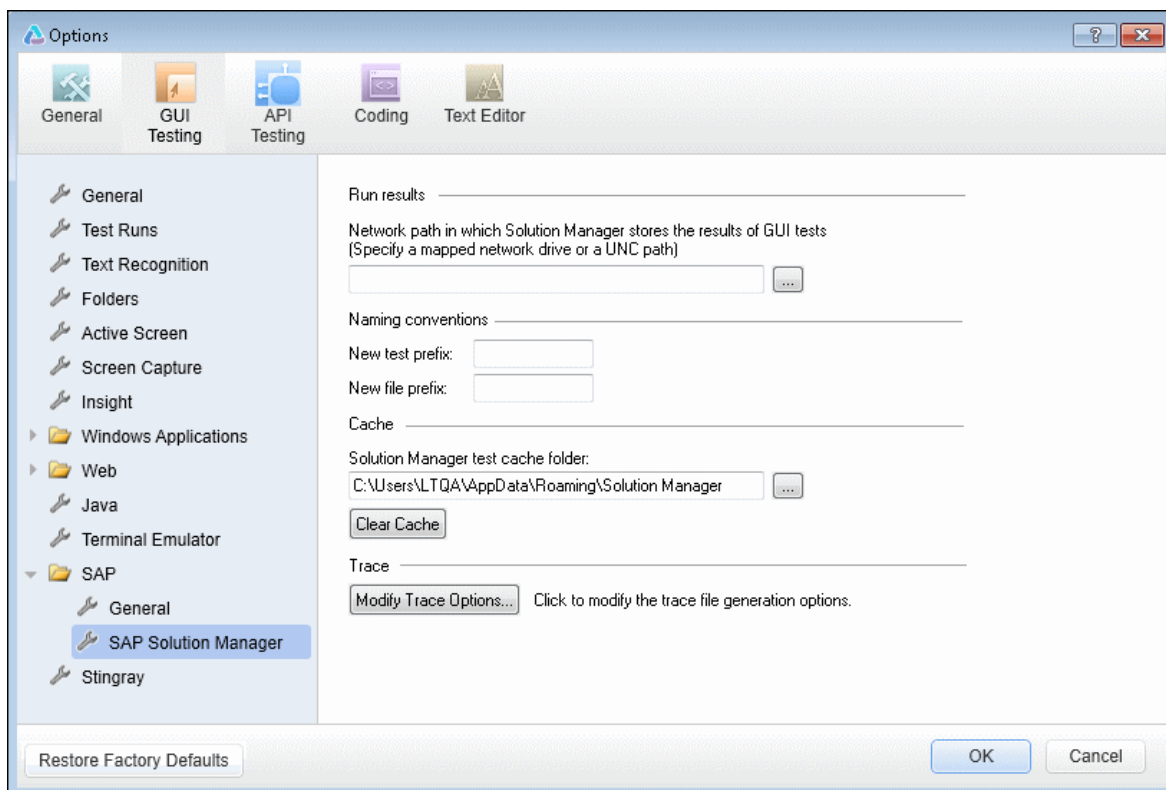 Options
?
General
GUI
Testing
API
Testing
Coding
Text Editor
General
Test Runs
Text Recognition
Folders
Active Screen
Screen Capture
Insight
Windows Applications
Web
Java
Terminal Emulator
SAP
General
SAP Solution Manager
Stingray
Run results
Network path in which Solution Manager stores the results of GUI tests
(Specify a mapped network drive or a UNC path)
...
Naming conventions
New test prefix:
New file prefix:
Cache
Solution Manager test cache folder:
C:\Users\LTQA\AppData\Roaming\Solution Manager
...
Clear Cache
Trace
Modify Trace Options... Click to modify the trace file generation options.
Restore Factory Defaults
OK
Cancel